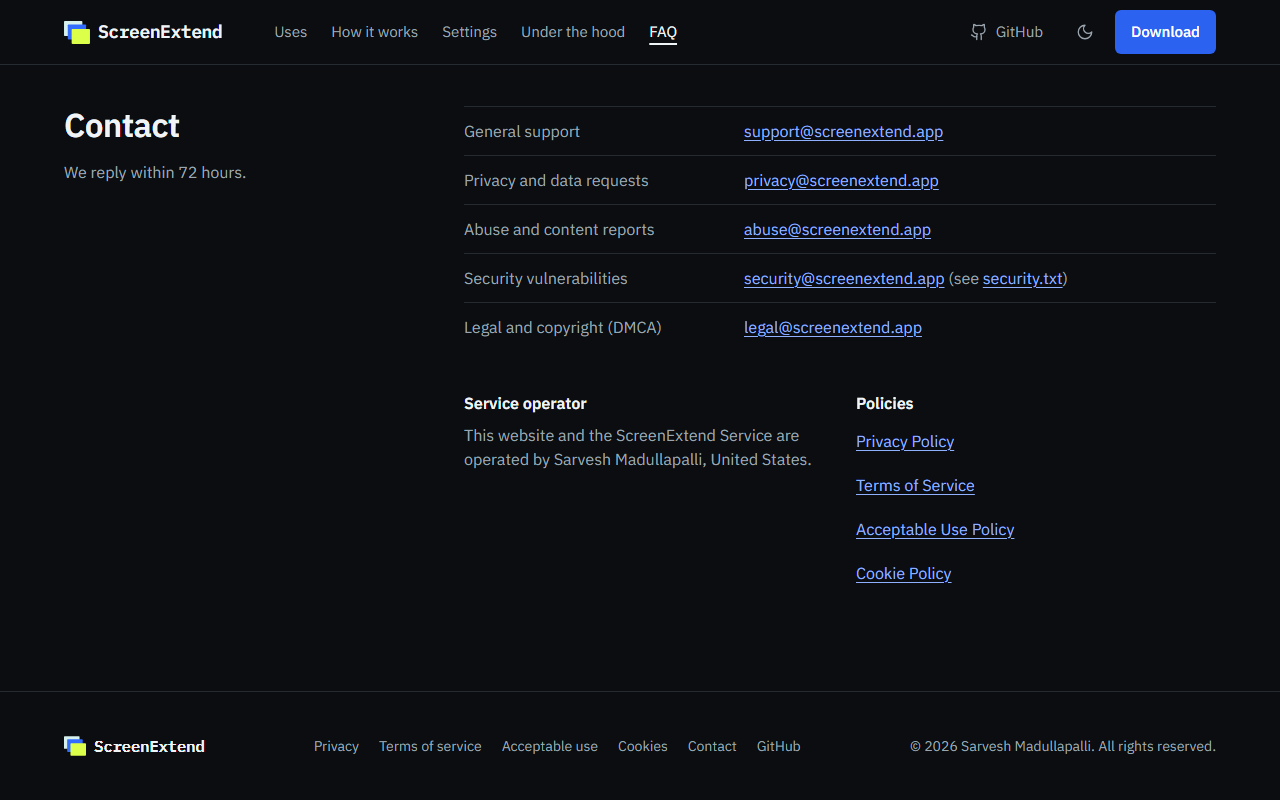 ScreenExtend Uses How it works Settings Under the hood FAQ GitHub Download
Contact
We reply within 72 hours.
General support support@screenextend.app
Privacy and data requests privacy@screenextend.app
Abuse and content reports abuse@screenextend.app
Security vulnerabilities security@screenextend.app (see security.txt)
Legal and copyright (DMCA) legal@screenextend.app
Service operator
This website and the ScreenExtend Service are
operated by Sarvesh Madullapalli, United States.
Policies
Privacy Policy
Terms of Service
Acceptable Use Policy
Cookie Policy
ScreenExtend Privacy Terms of service Acceptable use Cookies Contact GitHub © 2026 Sarvesh Madullapalli. All rights reserved.